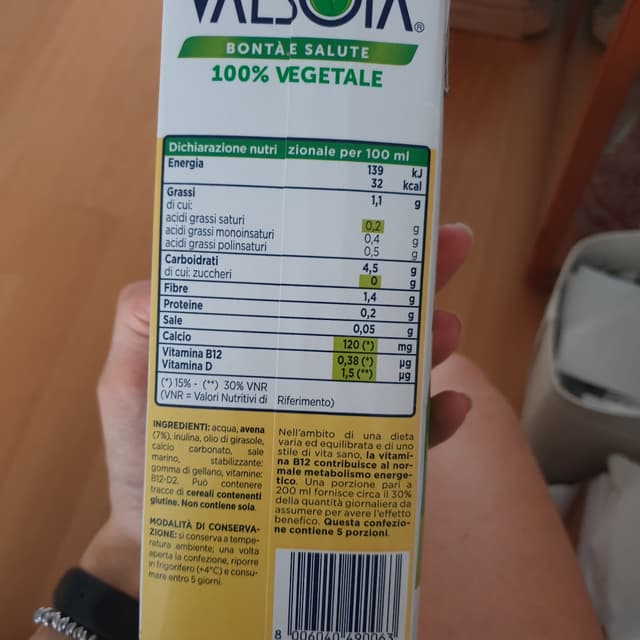 VALSOIA®
BONTÀ E SALUTE
100% VEGETALE
Dichiarazione nutrizionale per 100 ml
Energia 139 kJ
32 kcal
Grassi 1,1 g
di cui:
acidi grassi saturi 0,2 g
acidi grassi monoinsaturi 0,4 g
acidi grassi polinsaturi 0,5 g
Carboidrati 4,5 g
di cui: zuccheri 0 g
Fibre 1,4 g
Proteine 0,2 g
Sale 0,05 g
Calcio 120 (*) mg
Vitamina B12 0,38 (*) µg
Vitamina D 1,5 (**) µg
(*) 15% - (**) 30% VNR
(VNR = Valori Nutritivi di Riferimento)
INGREDIENTI: acqua, avena
(7%), inulina, olio di girasole,
calcio carbonato, sale
marino, stabilizzante:
gomma di gellano, vitamine:
B12-D2. Può contenere
tracce di cereali contenenti
glutine. Non contiene soia.
MODALITÀ DI CONSERVA-
ZIONE: si conserva a tempe-
ratura ambiente; una volta
aperta la confezione, riporre
in frigorifero (+4°C) e consu-
mare entro 5 giorni.
Nell'ambito di una dieta
varia ed equilibrata e di uno
stile di vita sano, la vitami-
na B12 contribuisce al nor-
male metabolismo energe-
tico. Una porzione pari a
200 ml fornisce circa il 30%
della quantità giornaliera da
assumere per avere l'effetto
benefico. Questa confezio-
ne contiene 5 porzioni.
8 006040 490063